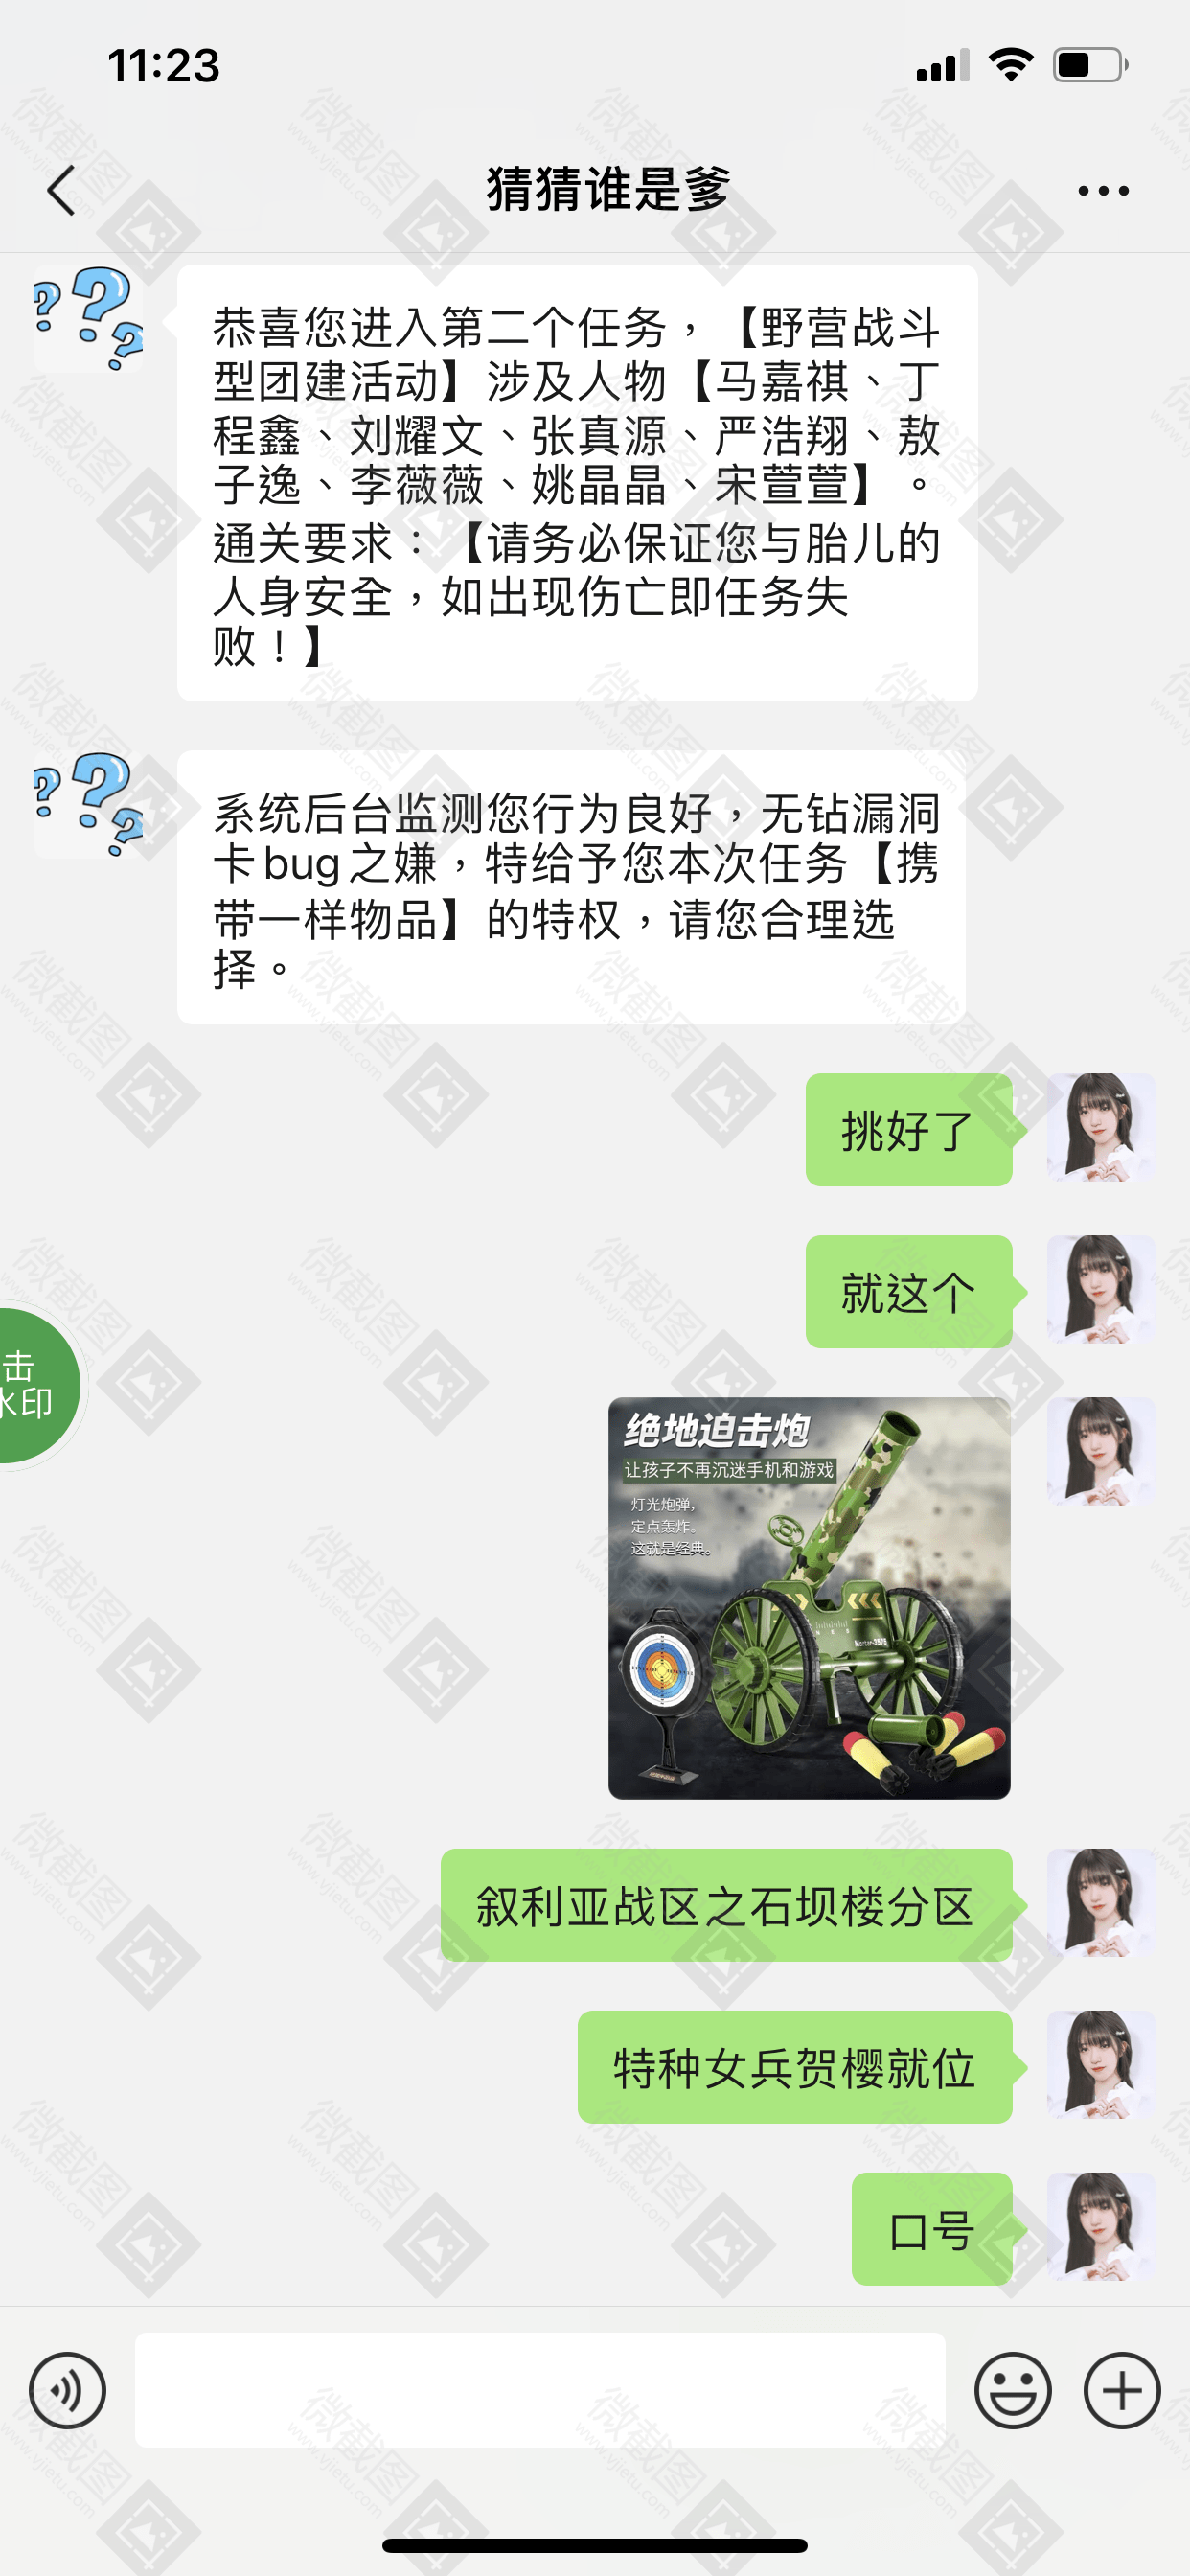 11:23
猜猜谁是爹
恭喜您进入第二个任务，【野营战斗
型团建活动】涉及人物【马嘉祺、丁
程鑫、刘耀文、张真源、严浩翔、敖
子逸、李薇薇、姚晶晶、宋萱萱】。
通关要求：【请务必保证您与胎儿的
人身安全，如出现伤亡即任务失
败！】
系统后台监测您行为良好，无钻漏洞
卡bug之嫌，特给予您本次任务【携
带一样物品】的特权，请您合理选
择。
挑好了
就这个
击
水印
绝地迫击炮
让孩子不再沉迷手机和游戏
灯光炮弹，
定点轰炸。
这就是经典。
叙利亚战区之石坝楼分区
特种女兵贺樱就位
口号
微截图
www.vjietu.com